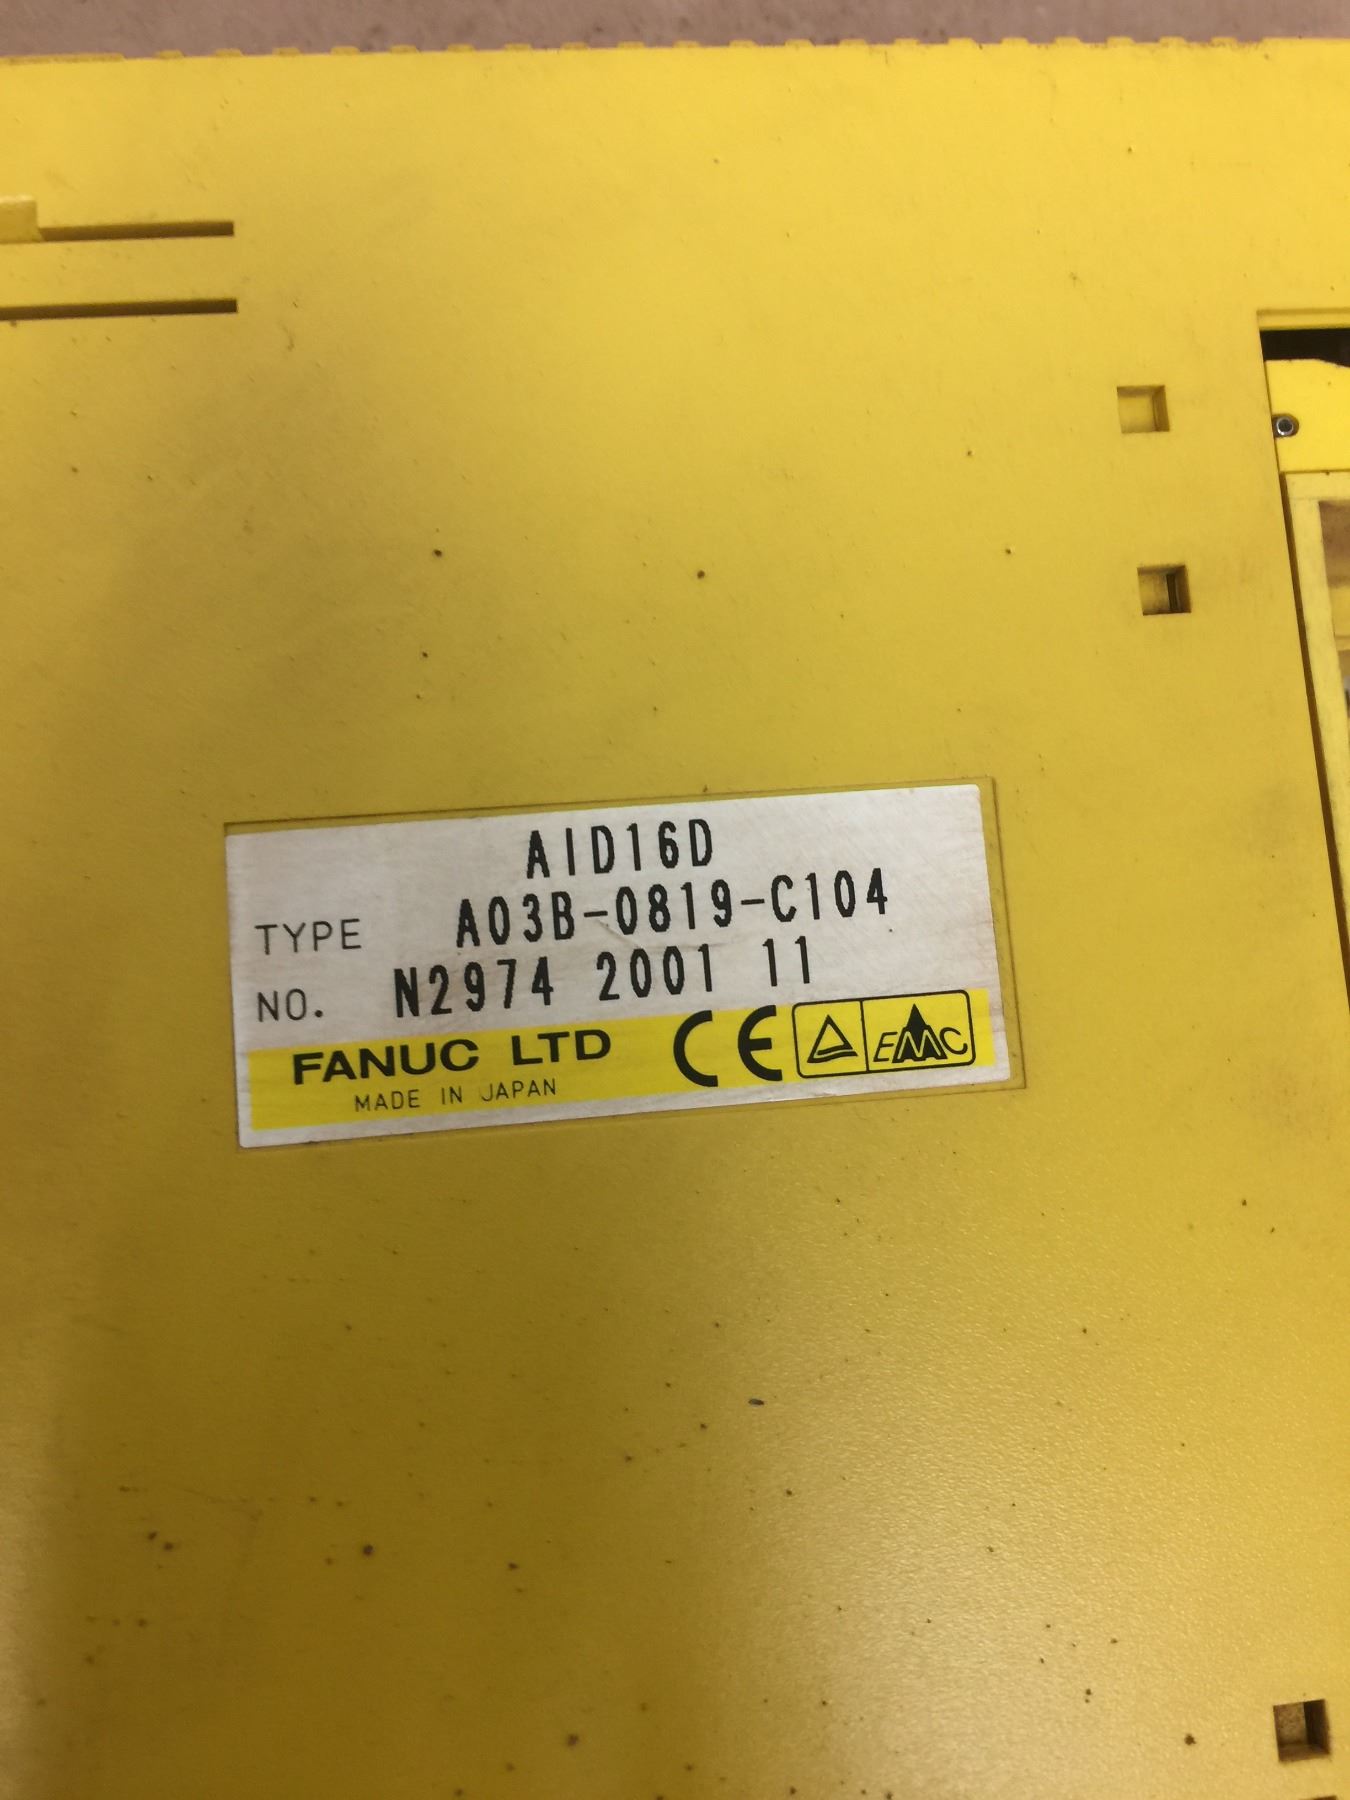 AID16D
TYPE A03B-0819-C104
NO. N2974 2001 11
FANUC LTD CE EMC
MADE IN JAPAN